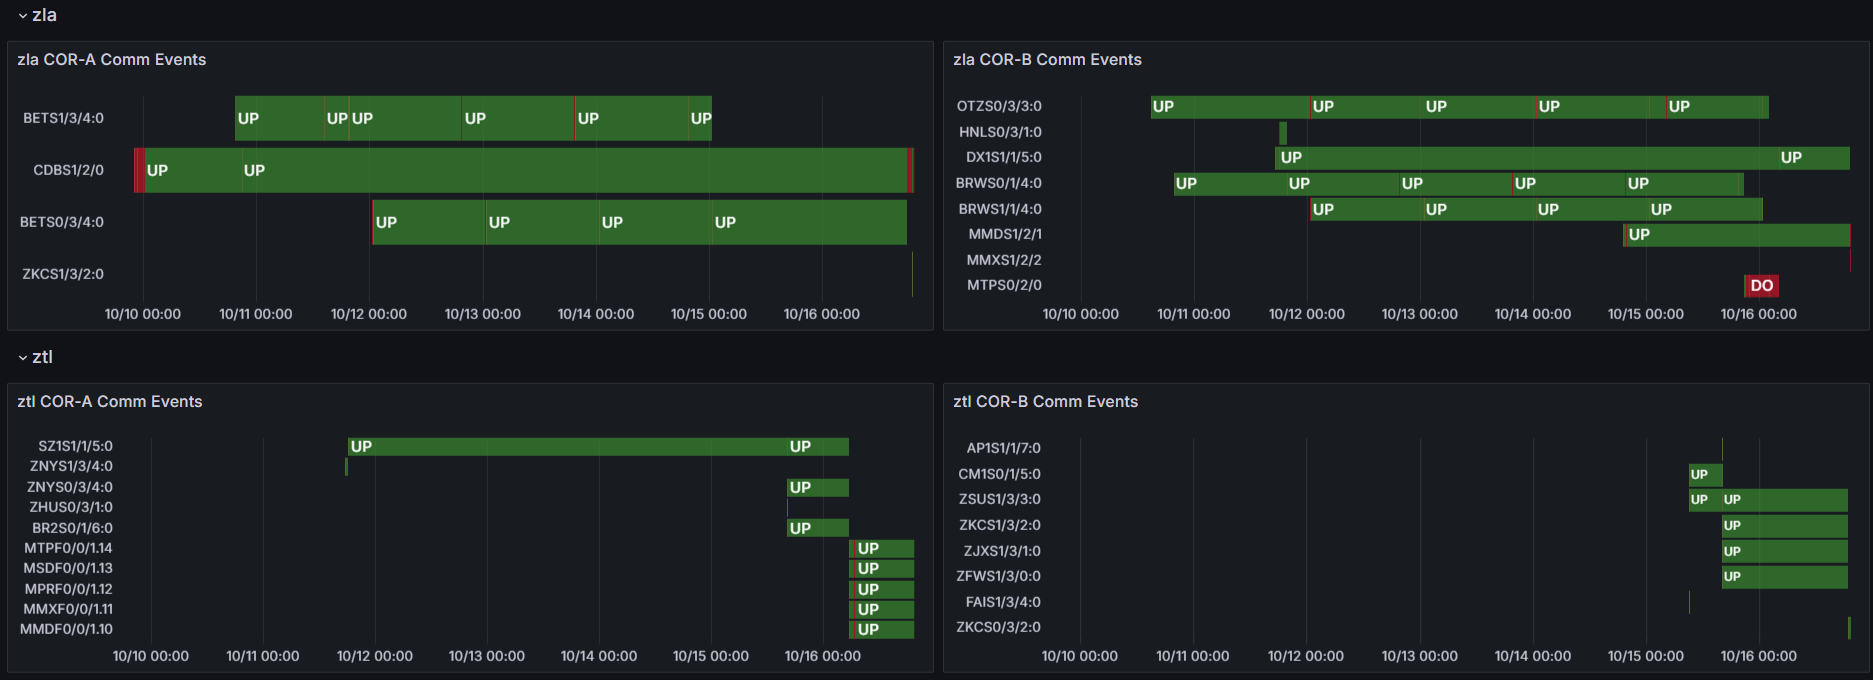 zla
zla COR-A Comm Events
BETS1/3/4:0 UP UP UP UP UP UP
CDBS1/2/0 UP UP
BETS0/3/4:0 UP UP UP UP
ZKCS1/3/2:0
10/10 00:00 10/11 00:00 10/12 00:00 10/13 00:00 10/14 00:00 10/15 00:00 10/16 00:00
zla COR-B Comm Events
OTZS0/3/3:0 UP UP UP UP UP
HNLS0/3/1:0
DX1S1/1/5:0 UP UP
BRWS0/1/4:0 UP UP UP UP UP
BRWS1/1/4:0 UP UP UP UP
MMDS1/2/1 UP
MMXS1/2/2
MTPS0/2/0 DO
10/10 00:00 10/11 00:00 10/12 00:00 10/13 00:00 10/14 00:00 10/15 00:00 10/16 00:00
ztl
ztl COR-A Comm Events
SZ1S1/1/5:0 UP UP
ZNYS1/3/4:0
ZNYS0/3/4:0 UP
ZHUS0/3/1:0
BR2S0/1/6:0 UP
MTPF0/0/1.14 UP
MSDF0/0/1.13 UP
MPRF0/0/1.12 UP
MMXF0/0/1.11 UP
MMDF0/0/1.10 UP
10/10 00:00 10/11 00:00 10/12 00:00 10/13 00:00 10/14 00:00 10/15 00:00 10/16 00:00
ztl COR-B Comm Events
AP1S1/1/7:0
CM1S0/1/5:0 UP
ZSUS1/3/3:0 UP UP
ZKCS1/3/2:0 UP
ZJXS1/3/1:0 UP
ZFWS1/3/0:0 UP
FAIS1/3/4:0
ZKCS0/3/2:0
10/10 00:00 10/11 00:00 10/12 00:00 10/13 00:00 10/14 00:00 10/15 00:00 10/16 00:00